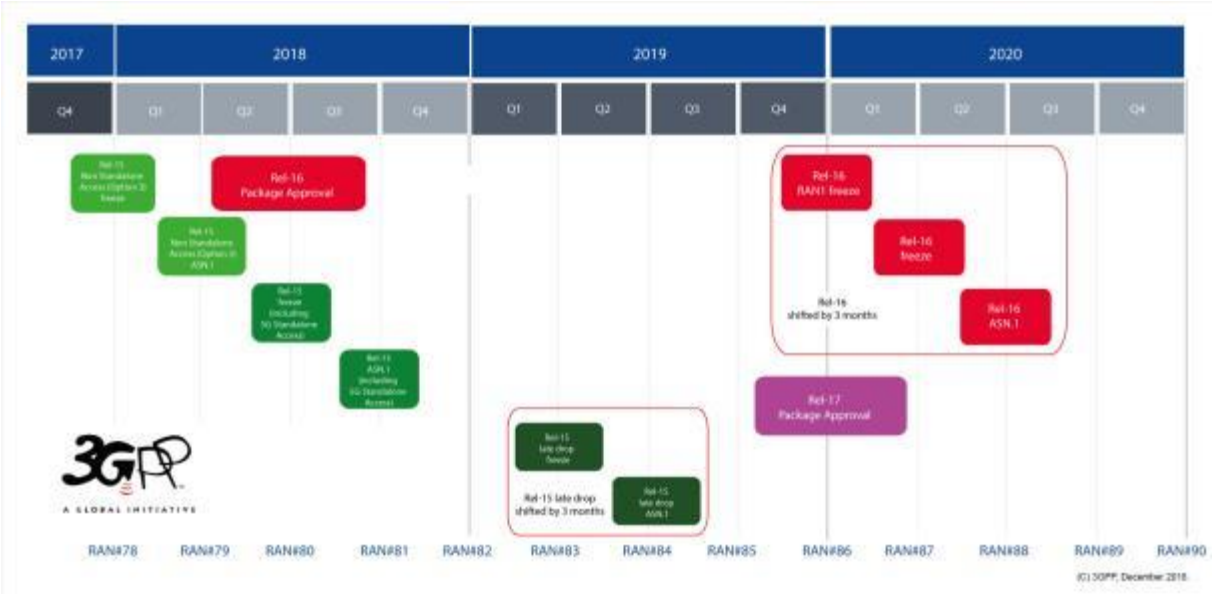 2017
2018
2019
2020
Q4
Q1
Q2
Q3
Q4
Q1
Q2
Q3
Q4
Q1
Q2
Q3
Q4
Rel-15
Non Standalone
Access (Option 3)
freeze
Rel-16
Package Approval
Rel-16
RAN1 freeze
Rel-15
Non Standalone
Access (Option 3)
ASN.1
Rel-16
freeze
Rel-15
freeze
(including
5G Standalone
Access)
Rel-16
shifted by 3 months
Rel-16
ASN.1
Rel-15
ASN.1
(including
5G Standalone
Access)
Rel-17
Package Approval
Rel-15
late drop
freeze
Rel-15 late drop
shifted by 3 months
Rel-15
late drop
ASN.1
3GPP
A GLOBAL INITIATIVE
RAN#78
RAN#79
RAN#80
RAN#81
RAN#82
RAN#83
RAN#84
RAN#85
RAN#86
RAN#87
RAN#88
RAN#89
RAN#90
(C) 3GPP, December 2018